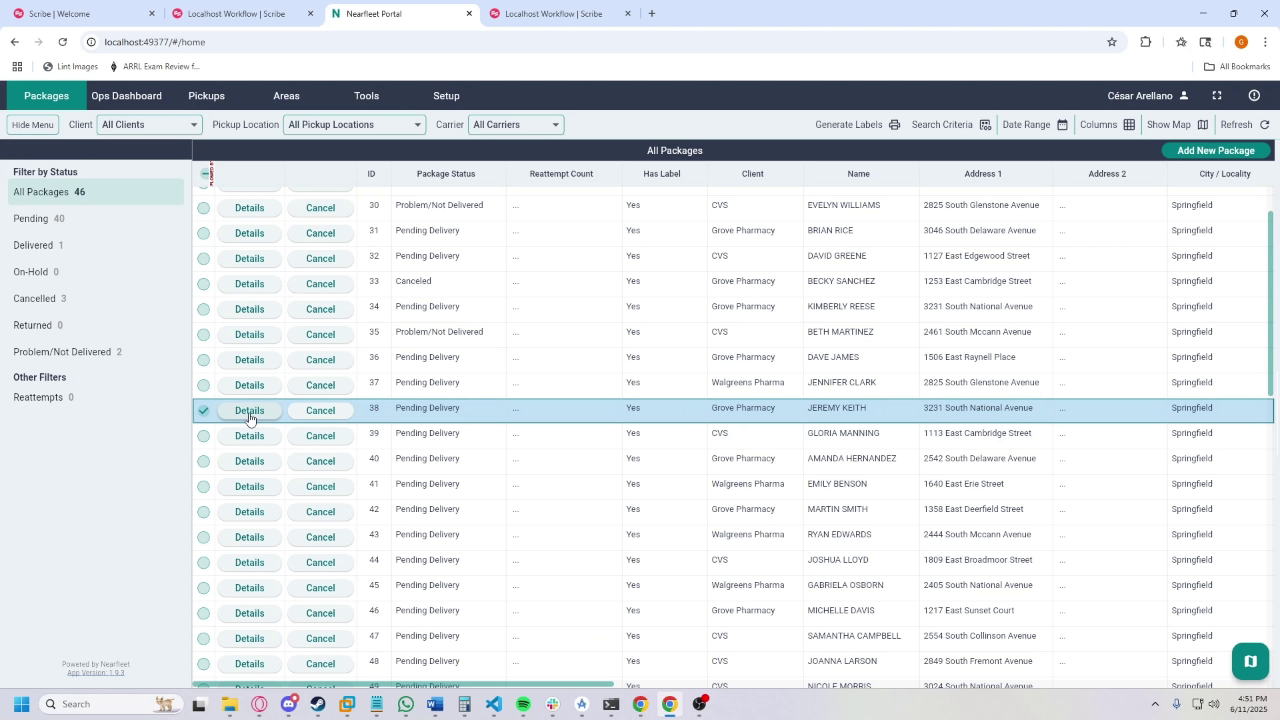 Scribe | Welcome
Localhost Workflow | Scribe
Nearfleet Portal
Localhost Workflow | Scribe
localhost:49377/#/home
Lint Images
ARRL Exam Review f...
All Bookmarks
Packages
Ops Dashboard
Pickups
Areas
Tools
Setup
César Arellano
Hide Menu
Client
All Clients
Pickup Location
All Pickup Locations
Carrier
All Carriers
Generate Labels
Search Criteria
Date Range
Columns
Show Map
Refresh
All Packages
Add New Package
Filter by Status
All Packages 46
Pending 40
Delivered 1
On-Hold 0
Cancelled 3
Returned 0
Problem/Not Delivered 2
Other Filters
Reattempts 0
ID Package Status Reattempt Count Has Label Client Name Address 1 Address 2 City / Locality
Details Cancel 30 Problem/Not Delivered ... Yes CVS EVELYN WILLIAMS 2825 South Glenstone Avenue ... Springfield
Details Cancel 31 Pending Delivery ... Yes Grove Pharmacy BRIAN RICE 3046 South Delaware Avenue ... Springfield
Details Cancel 32 Pending Delivery ... Yes CVS DAVID GREENE 1127 East Edgewood Street ... Springfield
Details Cancel 33 Canceled ... Yes Grove Pharmacy BECKY SANCHEZ 1253 East Cambridge Street ... Springfield
Details Cancel 34 Pending Delivery ... Yes Grove Pharmacy KIMBERLY REESE 3231 South National Avenue ... Springfield
Details Cancel 35 Problem/Not Delivered ... Yes CVS BETH MARTINEZ 2461 South Mccann Avenue ... Springfield
Details Cancel 36 Pending Delivery ... Yes Grove Pharmacy DAVE JAMES 1506 East Raynell Place ... Springfield
Details Cancel 37 Pending Delivery ... Yes Walgreens Pharma JENNIFER CLARK 2825 South Glenstone Avenue ... Springfield
Details Cancel 38 Pending Delivery ... Yes Grove Pharmacy JEREMY KEITH 3231 South National Avenue ... Springfield
Details Cancel 39 Pending Delivery ... Yes CVS GLORIA MANNING 1113 East Cambridge Street ... Springfield
Details Cancel 40 Pending Delivery ... Yes Grove Pharmacy AMANDA HERNANDEZ 2542 South Delaware Avenue ... Springfield
Details Cancel 41 Pending Delivery ... Yes Walgreens Pharma EMILY BENSON 1640 East Erie Street ... Springfield
Details Cancel 42 Pending Delivery ... Yes Grove Pharmacy MARTIN SMITH 1358 East Deerfield Street ... Springfield
Details Cancel 43 Pending Delivery ... Yes Walgreens Pharma RYAN EDWARDS 2444 South Mccann Avenue ... Springfield
Details Cancel 44 Pending Delivery ... Yes CVS JOSHUA LLOYD 1809 East Broadmoor Street ... Springfield
Details Cancel 45 Pending Delivery ... Yes Walgreens Pharma GABRIELA OSBORN 2405 South National Avenue ... Springfield
Details Cancel 46 Pending Delivery ... Yes Grove Pharmacy MICHELLE DAVIS 1217 East Sunset Court ... Springfield
Details Cancel 47 Pending Delivery ... Yes CVS SAMANTHA CAMPBELL 2554 South Collinson Avenue ... Springfield
Details Cancel 48 Pending Delivery ... Yes CVS JOANNA LARSON 2849 South Fremont Avenue ... Springfield
49 Pending Delivery Yes CVS NICOLE MORRIS 3024 South National Avenue Springfield
Powered by Nearfleet
App Version: 1.9.3
Search
4:51 PM
6/11/2025